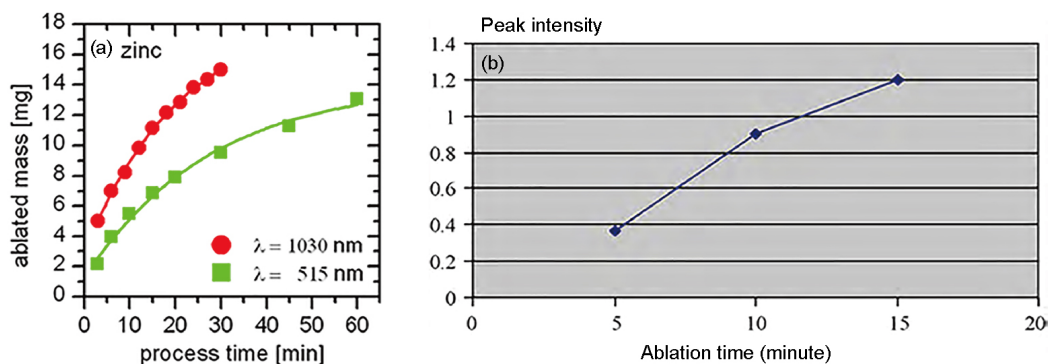 (a) zinc
ablated mass [mg]
18
16
14
12
10
8
6
4
2
0
λ = 1030 nm
λ = 515 nm
0 10 20 30 40 50 60
process time [min]
Peak intensity
(b)
1.4
1.2
1
0.8
0.6
0.4
0.2
0
0 5 10 15 20
Ablation time (minute)